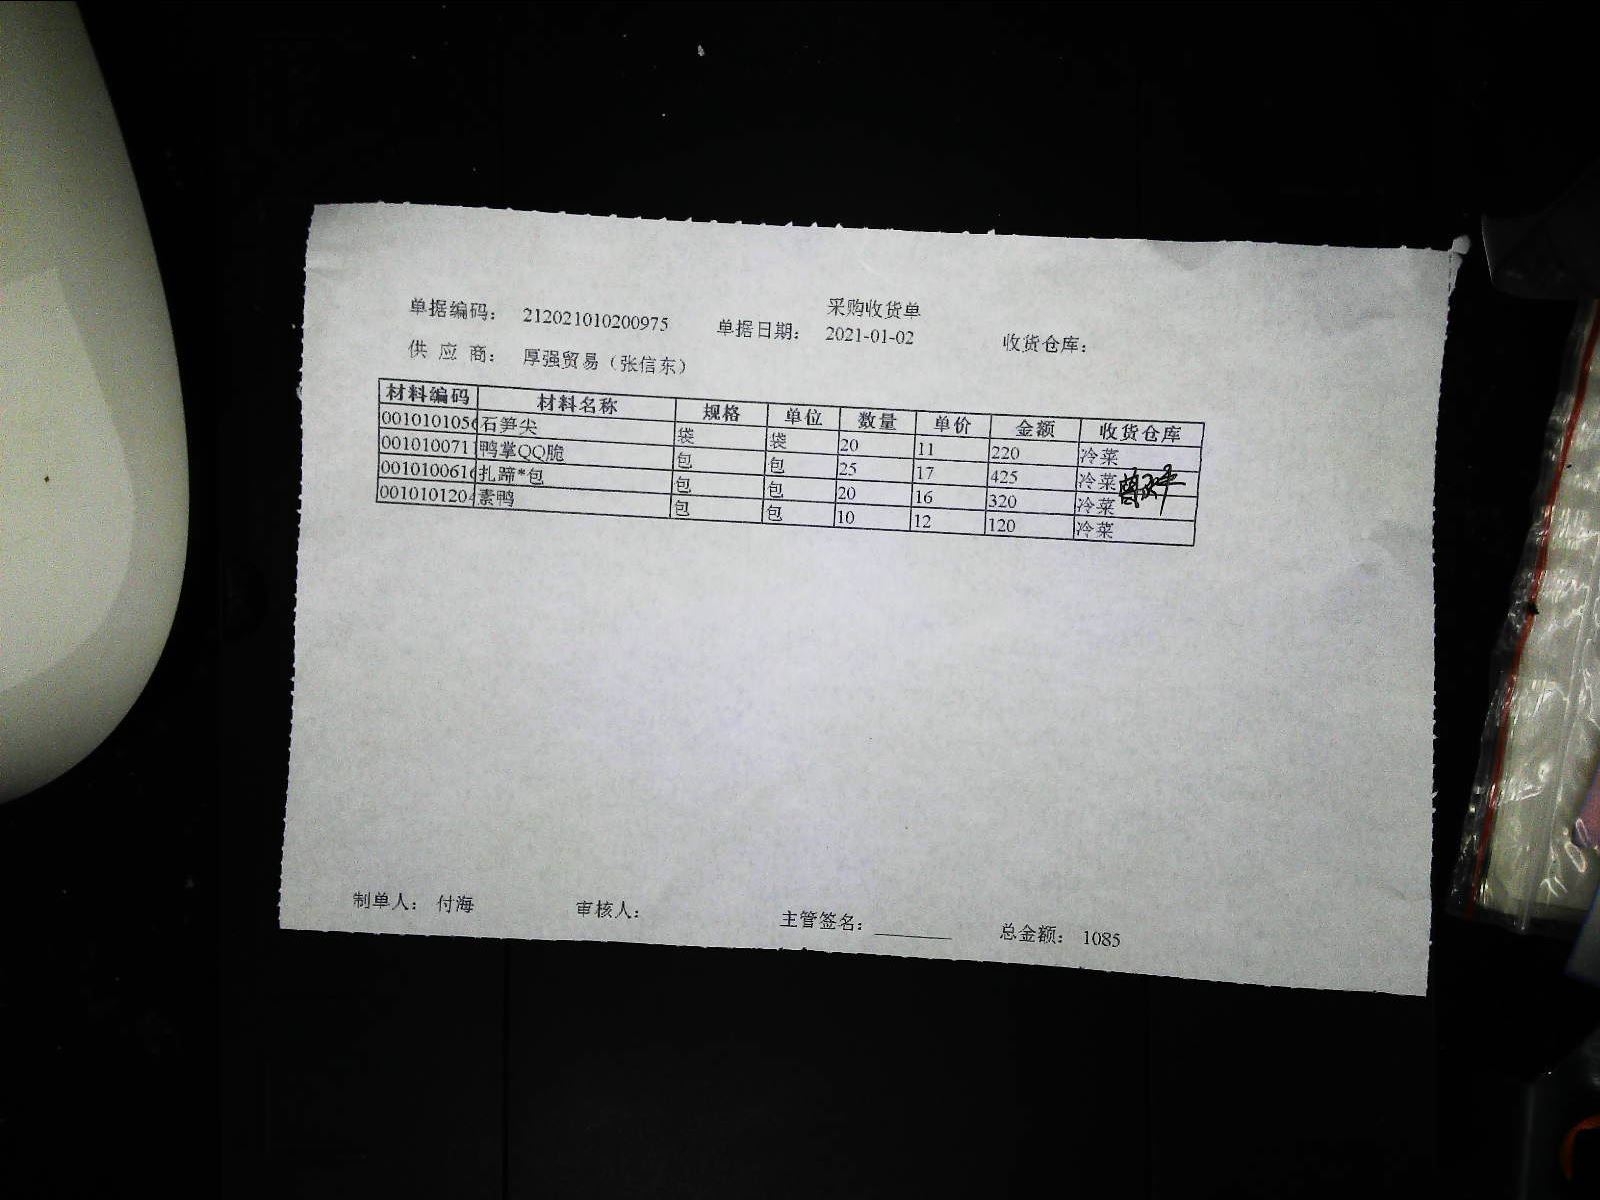 采购收货单
单据编码： 212021010200975 单据日期： 2021-01-02 收货仓库：
供 应 商： 厚强贸易（张信东）
材料编码 材料名称 规格 单位 数量 单价 金额 收货仓库
001010105 石笋尖 袋 袋 20 11 220 冷菜
001010071 鸭掌QQ脆 包 包 25 17 425 冷菜
001010061 扎蹄*包 包 包 20 16 320 冷菜
001010120 素鸭 包 包 10 12 120 冷菜
制单人： 付海 审核人： 主管签名： 总金额： 1085